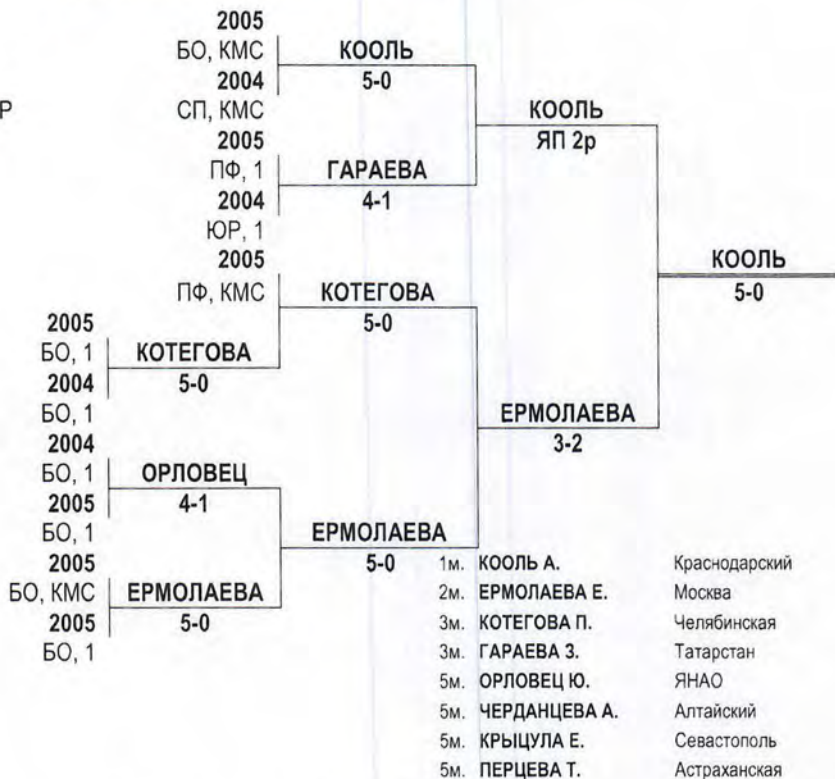 2005
БО, КМС КООЛЬ
2004 5-0
Р СП, КМС КООЛЬ
2005 ЯП 2р
ПФ, 1 ГАРАЕВА
2004 4-1
ЮР, 1
2005 КООЛЬ
ПФ, КМС КОТЕГОВА 5-0
2005 5-0
БО, 1 КОТЕГОВА
2004 5-0
БО, 1 ЕРМОЛАЕВА
2004 3-2
БО, 1 ОРЛОВЕЦ
2005 4-1
БО, 1 ЕРМОЛАЕВА
2005 5-0 1м. КООЛЬ А. Краснодарский
БО, КМС ЕРМОЛАЕВА 2м. ЕРМОЛАЕВА Е. Москва
2005 5-0 3м. КОТЕГОВА П. Челябинская
БО, 1 3м. ГАРАЕВА З. Татарстан
5м. ОРЛОВЕЦ Ю. ЯНАО
5м. ЧЕРДАНЦЕВА А. Алтайский
5м. КРЫЦУЛА Е. Севастополь
5м. ПЕРЦЕВА Т. Астраханская